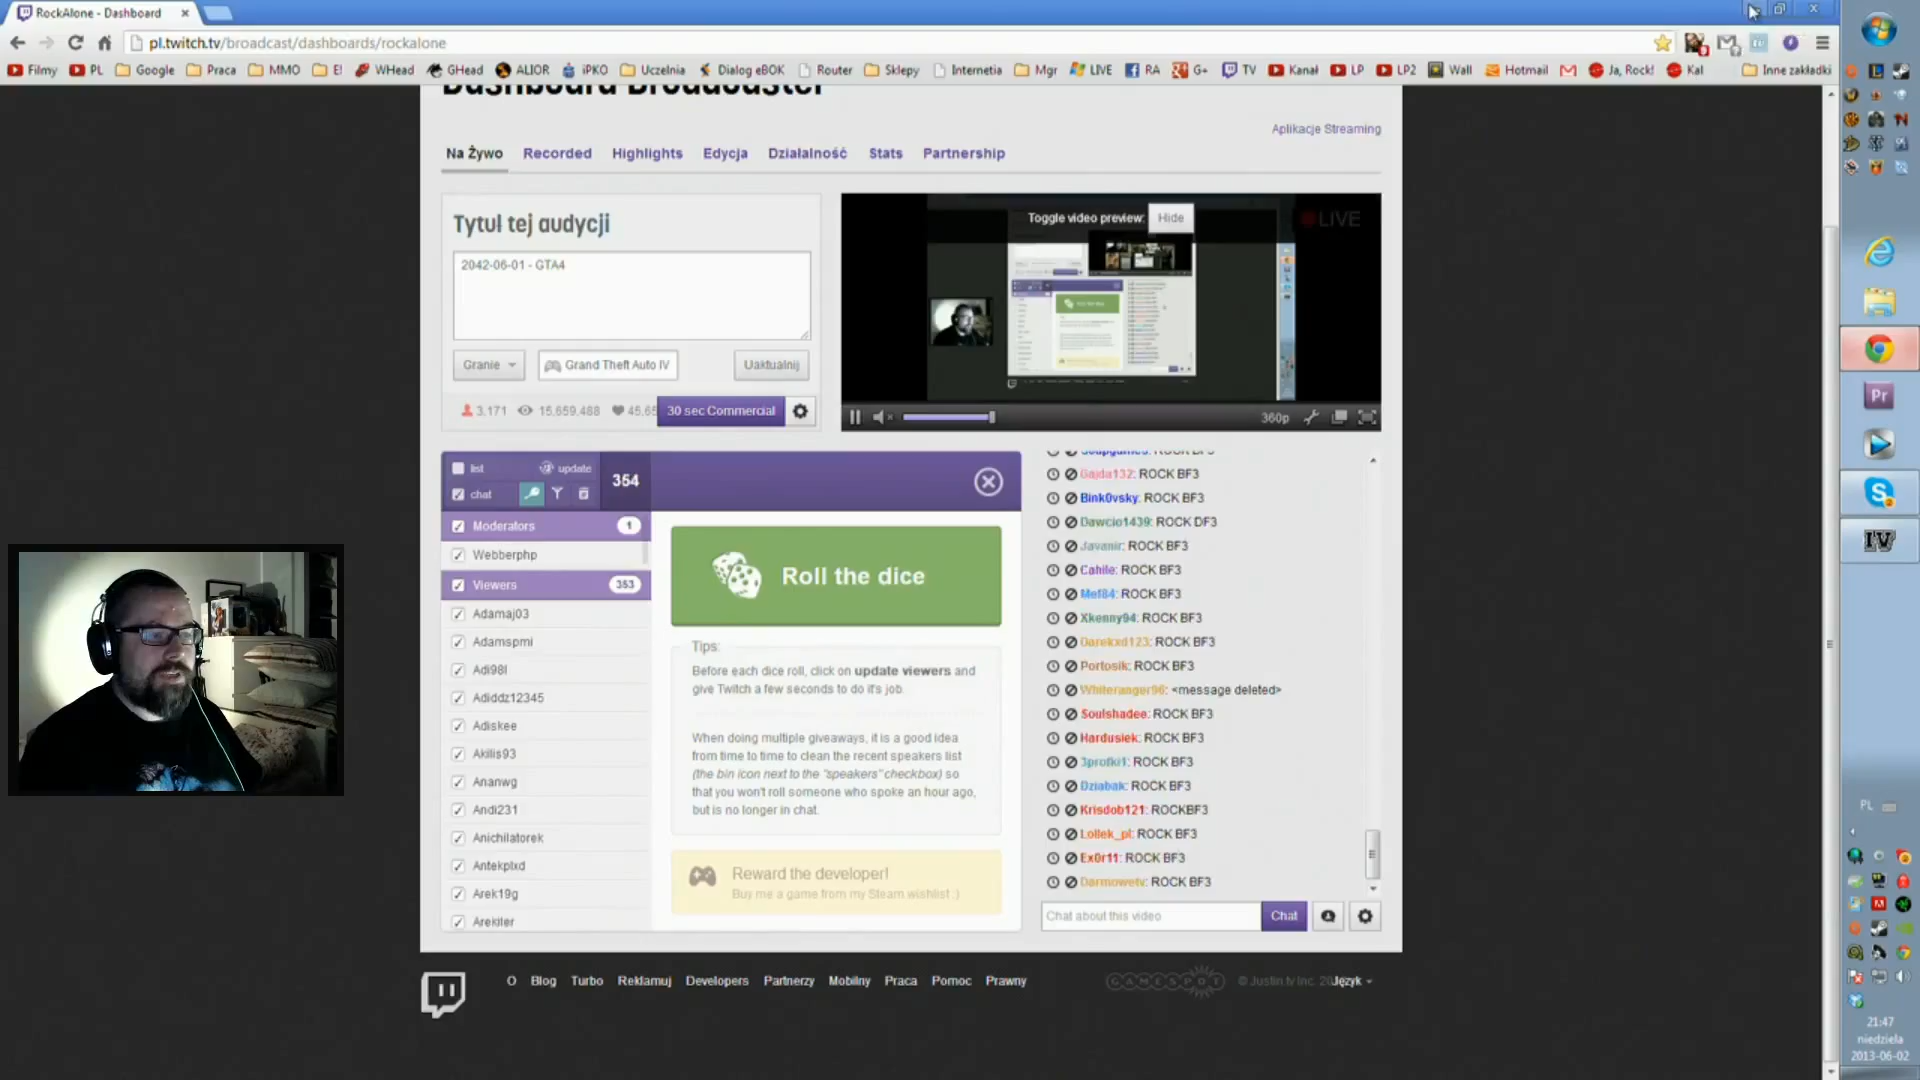 RockAlone - Dashboard
pl.twitch.tv/broadcast/dashboards/rockalone
Filmy PL Google Praca MMO E! WHead GHead ALIOR iPKO Uczelnia Dialog eBOK Router Sklepy Internetia Mgr LIVE RA G+ TV Kanał LP LP2 Wall Hotmail Ja, Rock! Kal Inne zakładki
Dashboard Broadcaster
Aplikacje Streaming
Na Żywo Recorded Highlights Edycja Działalność Stats Partnership
Tytuł tej audycji
2042-06-01 - GTA4
Granie Grand Theft Auto IV Uaktualnij
3,171 15,659,488 45,65 30 sec Commercial
Toggle video preview: Hide
LIVE
360p
list update
chat
354
Moderators 1
Webberphp
Viewers 353
Adamaj03
Adamspmi
Adi98l
Adiddz12345
Adiskee
Akilis93
Ananwg
Andi231
Anichilatorek
Antekplxd
Arek19g
Arekller
Roll the dice
Tips:
Before each dice roll, click on update viewers and
give Twitch a few seconds to do it's job.
When doing multiple giveaways, it is a good idea
from time to time to clean the recent speakers list
(the bin icon next to the "speakers" checkbox) so
that you won't roll someone who spoke an hour ago,
but is no longer in chat.
Reward the developer!
Buy me a game from my Steam wishlist :)
Gajda132: ROCK BF3
Bink0vsky: ROCK BF3
Dawcio1439: ROCK DF3
Javanir: ROCK BF3
Cahile: ROCK BF3
Mef84: ROCK BF3
Xkenny94: ROCK BF3
Darekxd123: ROCK BF3
Portosik: ROCK BF3
Whiteranger96: <message deleted>
Soulshadee: ROCK BF3
Hardusiek: ROCK BF3
3profki1: ROCK BF3
Dziabak: ROCK BF3
Krisdob121: ROCKBF3
Lollek_pl: ROCK BF3
Ex0r11: ROCK BF3
Darmowetv: ROCK BF3
Chat about this video Chat
O Blog Turbo Reklamuj Developers Partnerzy Mobilny Praca Pomoc Prawny
GAMESPOT © Justin.tv Inc. Język
Pr
IV
PL
21:47
niedziela
2013-06-02